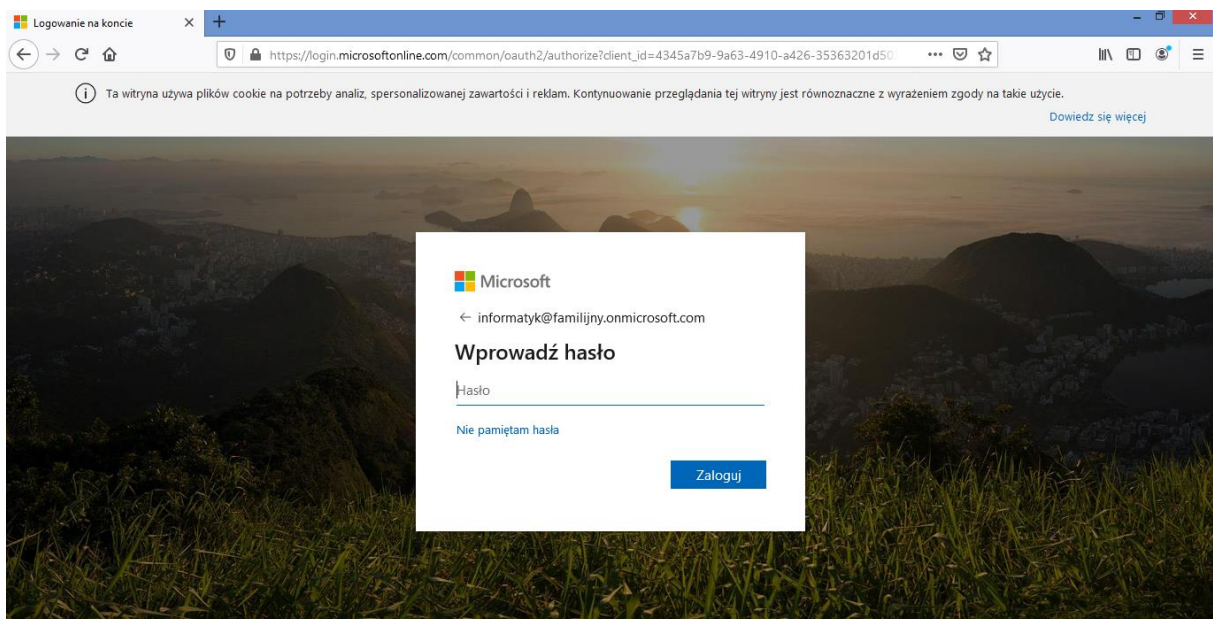 Logowanie na koncie
https://login.microsoftonline.com/common/oauth2/authorize?client_id=4345a7b9-9a63-4910-a426-35363201d50
Ta witryna używa plików cookie na potrzeby analiz, spersonalizowanej zawartości i reklam. Kontynuowanie przeglądania tej witryny jest równoznaczne z wyrażeniem zgody na takie użycie.
Dowiedz się więcej
Microsoft
informatyk@familijny.onmicrosoft.com
Wprowadź hasło
Hasło
Nie pamiętam hasła
Zaloguj